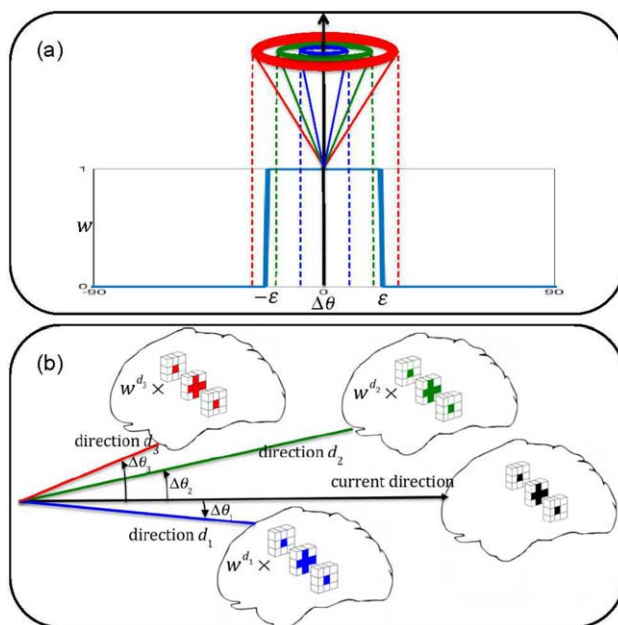 (a)
1
w
0
-90
−ε
0
Δθ
ε
90
(b)
w^{d_3} ×
w^{d_2} ×
direction d_3
Δθ_3
direction d_2
Δθ_2
current direction
Δθ_1
direction d_1
w^{d_1} ×